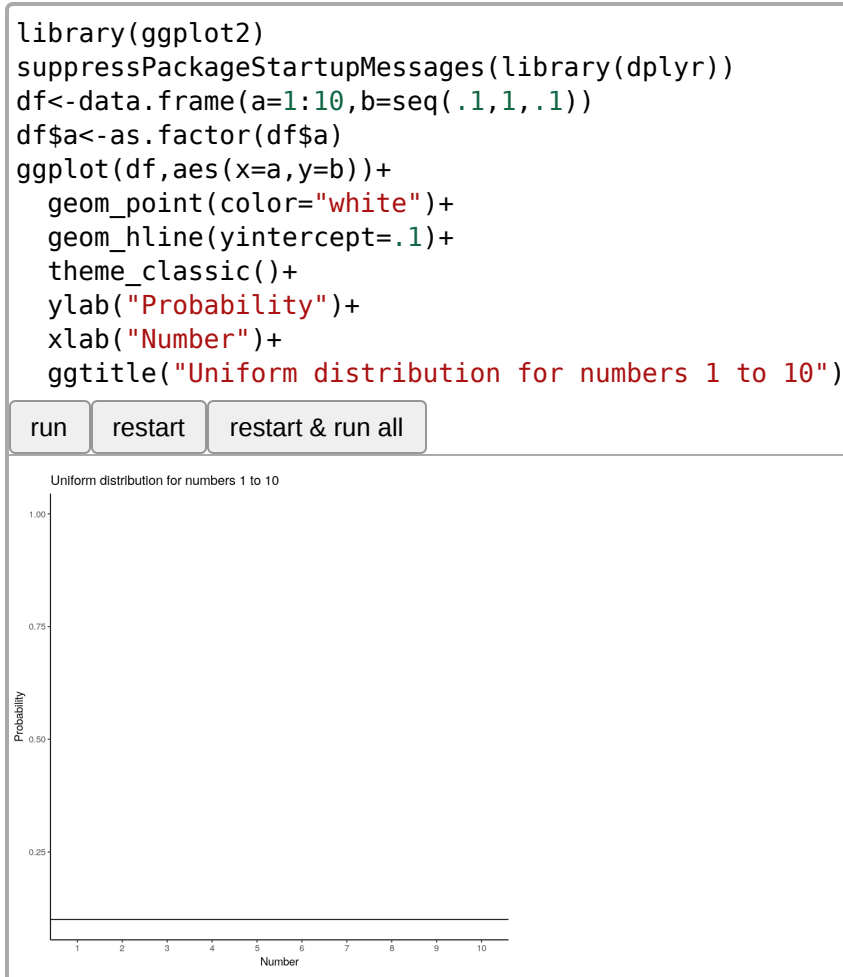 library(ggplot2)
suppressPackageStartupMessages(library(dplyr))
df<-data.frame(a=1:10,b=seq(.1,1,.1))
df$a<-as.factor(df$a)
ggplot(df,aes(x=a,y=b))+
  geom_point(color="white")+
  geom_hline(yintercept=.1)+
  theme_classic()+
  ylab("Probability")+
  xlab("Number")+
  ggtitle("Uniform distribution for numbers 1 to 10")
run restart restart & run all
Uniform distribution for numbers 1 to 10
1.00
0.75
Probability
0.50
0.25
1 2 3 4 5 6 7 8 9 10
Number